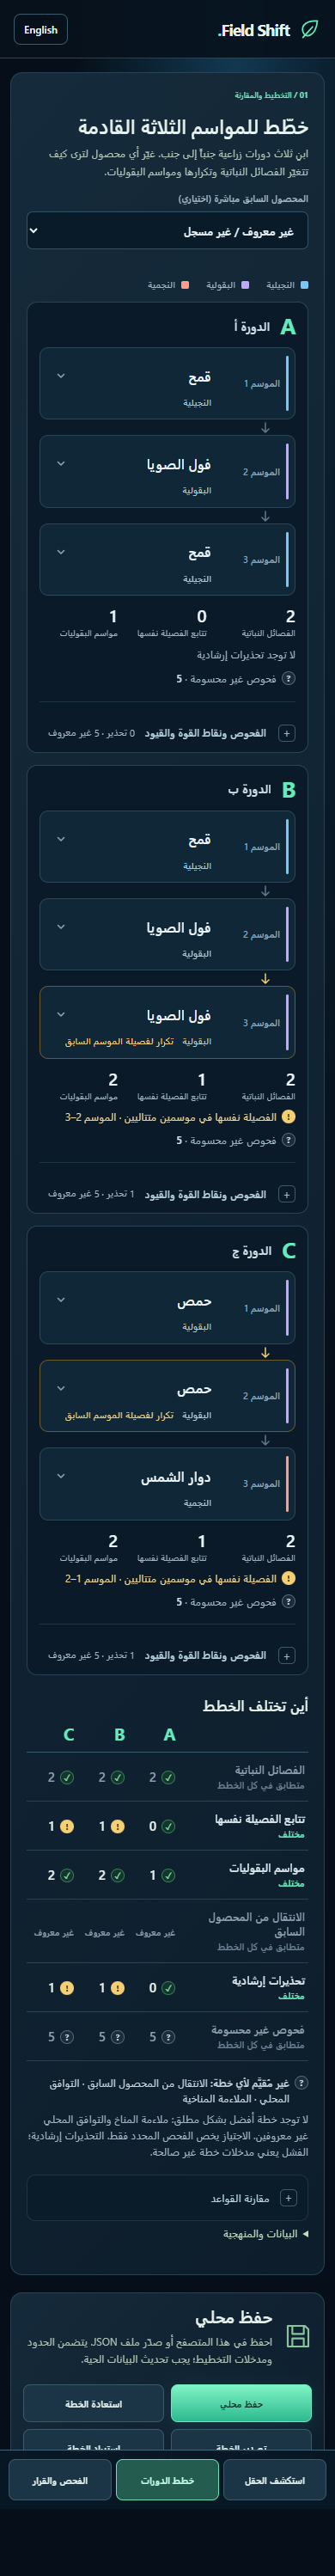 Field Shift.
English
01 / التخطيط والمقارنة
خطّط للمواسم الثلاثة القادمة
ابنِ ثلاث دورات زراعية جنباً إلى جنب. غيّر أي محصول لترى كيف
تتغيّر الفصائل النباتية وتكرارها ومواسم البقوليات.
المحصول السابق مباشرة (اختياري)
غير معروف / غير مسجل
النجيلية
البقولية
النجمية
A الدورة أ
الموسم 1
قمح
النجيلية
الموسم 2
فول الصويا
البقولية
الموسم 3
قمح
النجيلية
2 0 1
الفصائل النباتية تتابع الفصيلة نفسها مواسم البقوليات
لا توجد تحذيرات إرشادية
? فحوص غير محسومة · 5
+ الفحوص ونقاط القوة والقيود 0 تحذير · 5 غير معروف
B الدورة ب
الموسم 1
قمح
النجيلية
الموسم 2
فول الصويا
البقولية
الموسم 3
فول الصويا
البقولية تكرار لفصيلة الموسم السابق
2 1 2
الفصائل النباتية تتابع الفصيلة نفسها مواسم البقوليات
! الفصيلة نفسها في موسمين متتاليين · الموسم 2–3
? فحوص غير محسومة · 5
+ الفحوص ونقاط القوة والقيود 1 تحذير · 5 غير معروف
C الدورة ج
الموسم 1
حمص
البقولية
الموسم 2
حمص
البقولية تكرار لفصيلة الموسم السابق
الموسم 3
دوار الشمس
النجمية
2 1 2
الفصائل النباتية تتابع الفصيلة نفسها مواسم البقوليات
! الفصيلة نفسها في موسمين متتاليين · الموسم 1–2
? فحوص غير محسومة · 5
+ الفحوص ونقاط القوة والقيود 1 تحذير · 5 غير معروف
أين تختلف الخطط
A B C
الفصائل النباتية ✓ 2 ✓ 2 ✓ 2
متطابق في كل الخطط
تتابع الفصيلة نفسها ✓ 0 ! 1 ! 1
مختلف
مواسم البقوليات ✓ 1 ✓ 2 ✓ 2
مختلف
الانتقال من المحصول
السابق غير معروف غير معروف غير معروف
متطابق في كل الخطط
تحذيرات إرشادية ✓ 0 ! 1 ! 1
مختلف
فحوص غير محسومة ? 5 ? 5 ? 5
متطابق في كل الخطط
? غير مُقيَّم لأي خطة: الانتقال من المحصول السابق · التوافق
المحلي · الملاءمة المناخية
لا توجد خطة أفضل بشكل مطلق: ملاءمة المناخ والتوافق المحلي
غير معروفين. الاجتياز يخص الفحص المحدد فقط. التحذيرات إرشادية؛
الفشل يعني مدخلات خطة غير صالحة.
+ مقارنة القواعد
البيانات والمنهجية
حفظ محلي
احفظ في هذا المتصفح أو صدّر ملف JSON يتضمن الحدود
ومدخلات التخطيط؛ يجب تحديث البيانات الحية.
حفظ محلي
استعادة الخطة
تصدير الخطة
استيراد الخطة
استكشف الحقل
خطط الدورات
الفحص والقرار